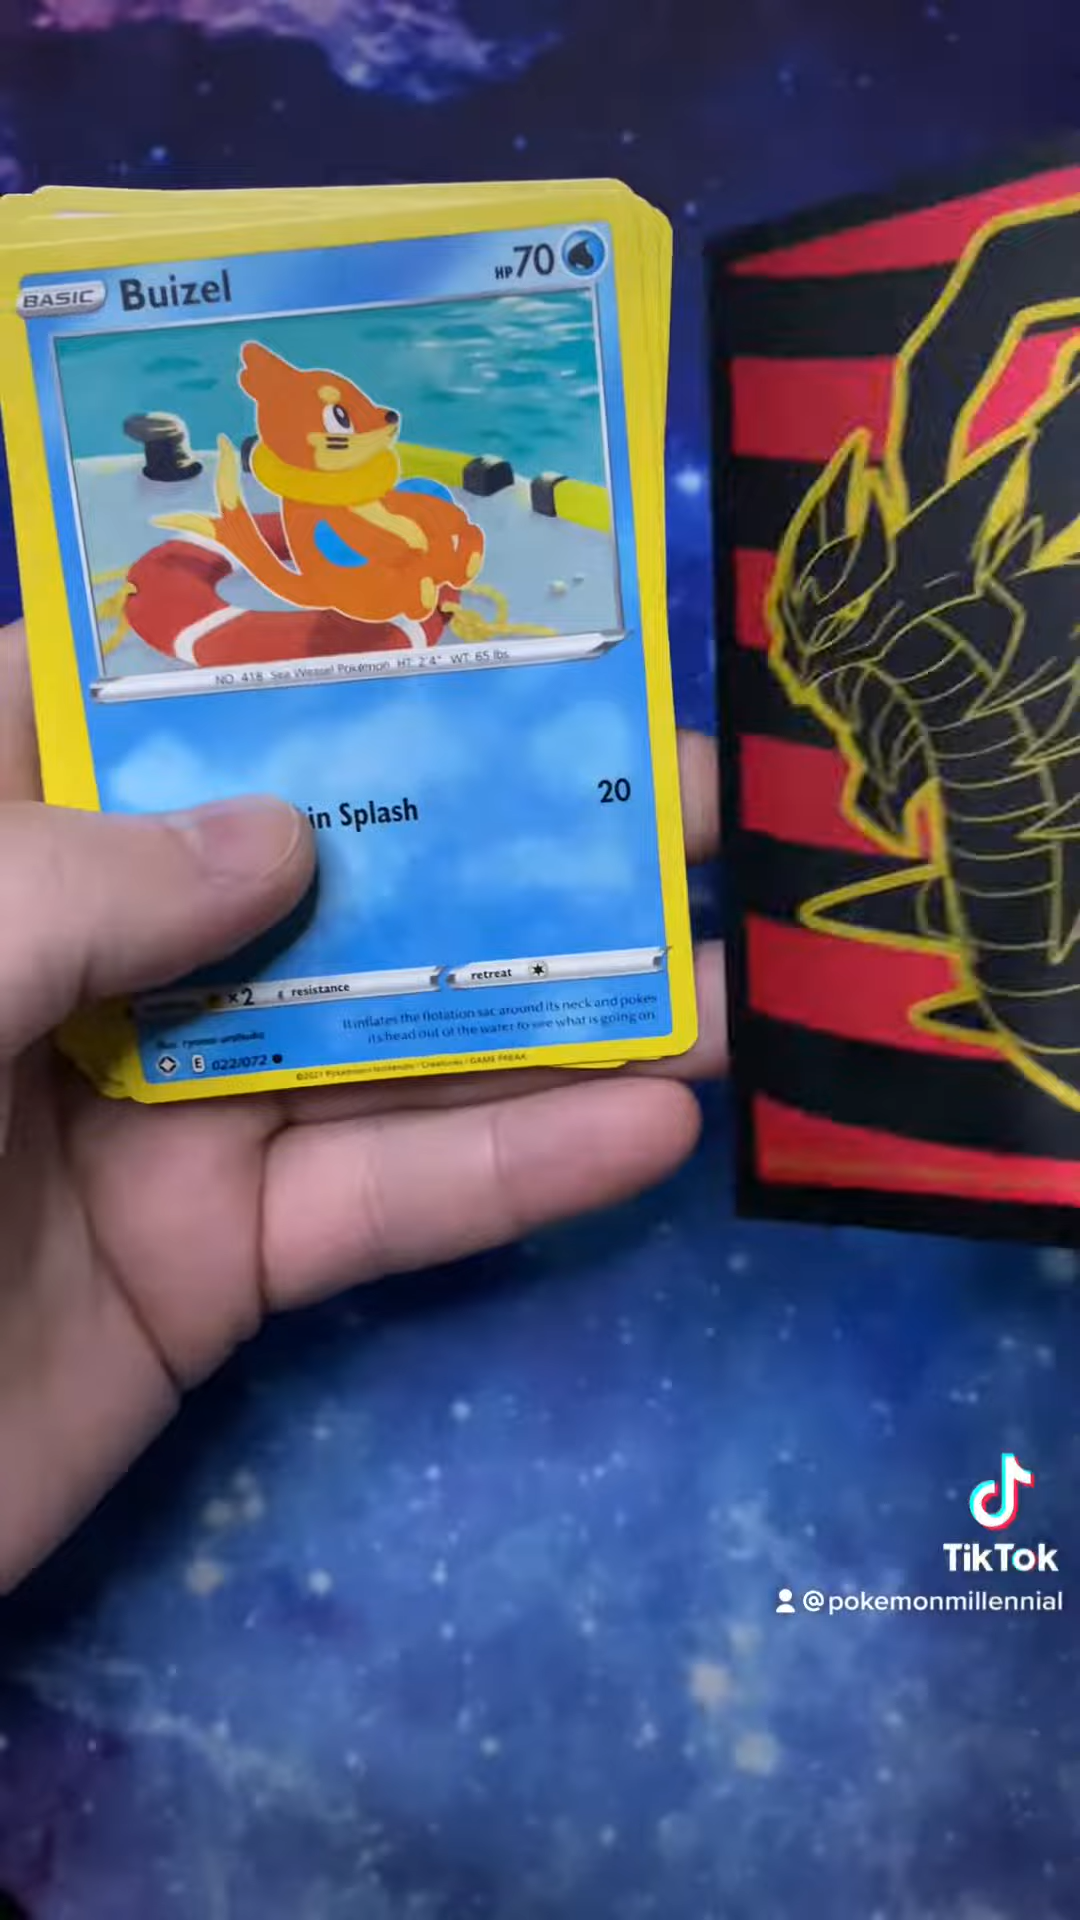 BASIC Buizel HP 70
NO. 418 Sea Weasel Pokémon HT: 2'4" WT: 65 lbs
in Splash 20
×2 resistance retreat
It inflates the flotation sac around its neck and pokes
its head out of the water to see what is going on.
E 022/072
©2021 Pokémon/Nintendo/Creatures/GAME FREAK
TikTok
@pokemonmillennial